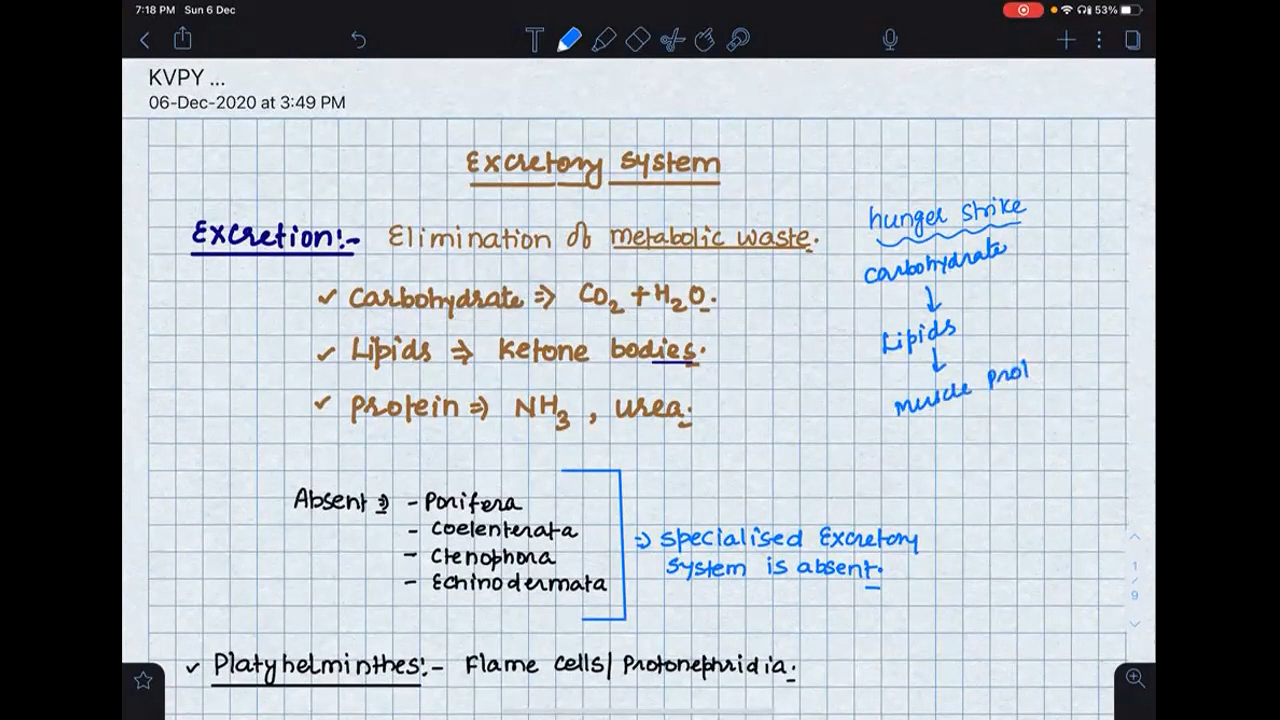 7:18 PM Sun 6 Dec
53%
KVPY ...
06-Dec-2020 at 3:49 PM
Excretory System
Excretion:- Elimination of metabolic waste.
✓ Carbohydrate ⇒ CO2 + H2O.
✓ Lipids ⇒ Ketone bodies.
✓ Protein ⇒ NH3, urea.
hunger strike
Carbohydrate
↓
Lipids
↓
Muscle prot
Absent ⇒ - Porifera
- Coelenterata
- Ctenophora
- Echinodermata
⇒ Specialised Excretory
System is absent.
✓ Platyhelminthes:- Flame cells/ Protonephridia.
1
/
9